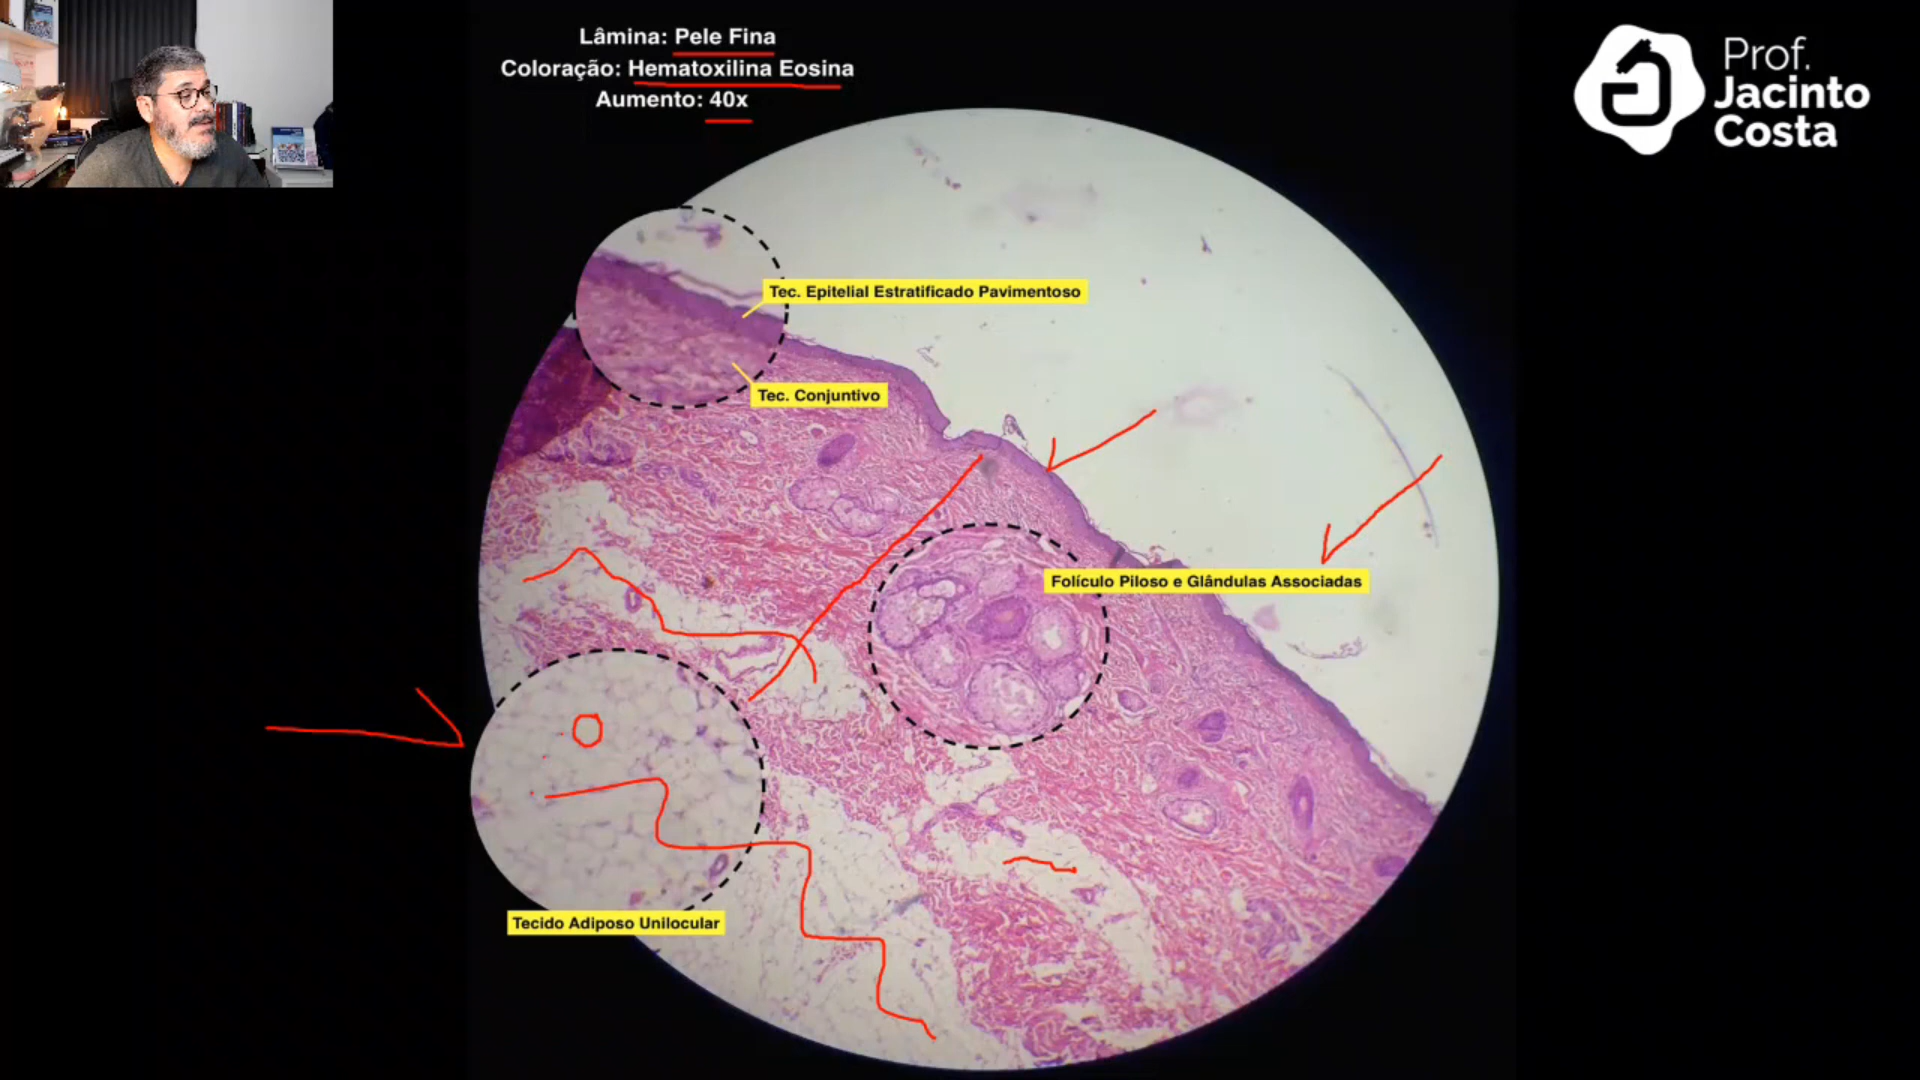 Lâmina: Pele Fina
Coloração: Hematoxilina Eosina
Aumento: 40x
Prof.
Jacinto
Costa
Tec. Epitelial Estratificado Pavimentoso
Tec. Conjuntivo
Folículo Piloso e Glândulas Associadas
Tecido Adiposo Unilocular